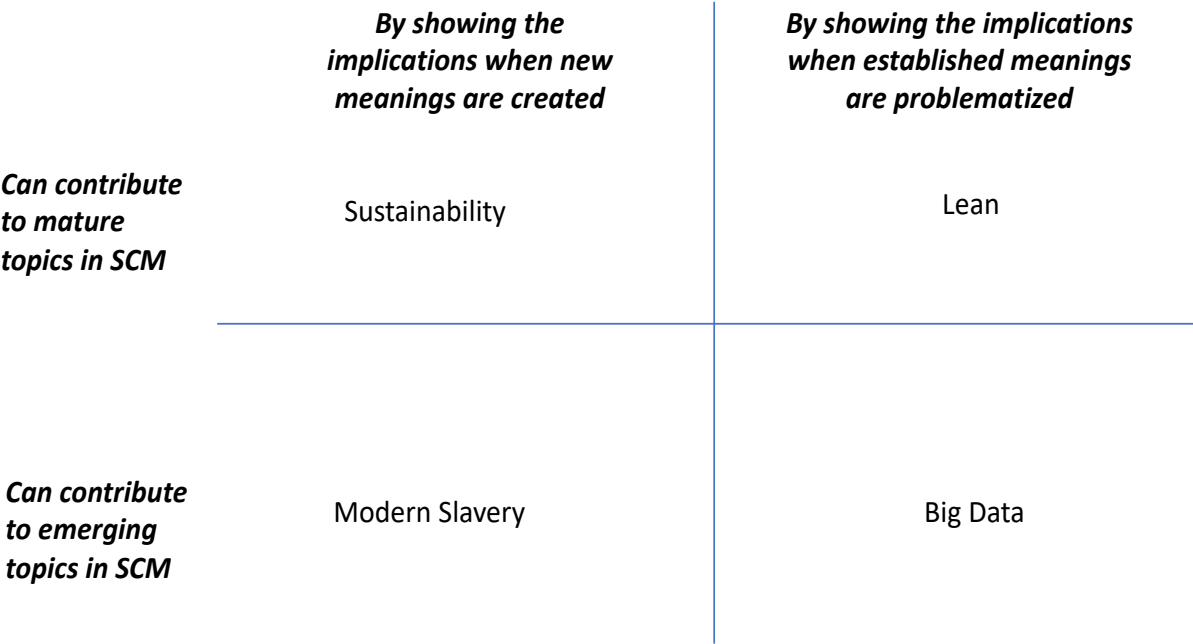 By showing the
implications when new
meanings are created
By showing the implications
when established meanings
are problematized
Can contribute
to mature
topics in SCM
Sustainability
Lean
Can contribute
to emerging
topics in SCM
Modern Slavery
Big Data